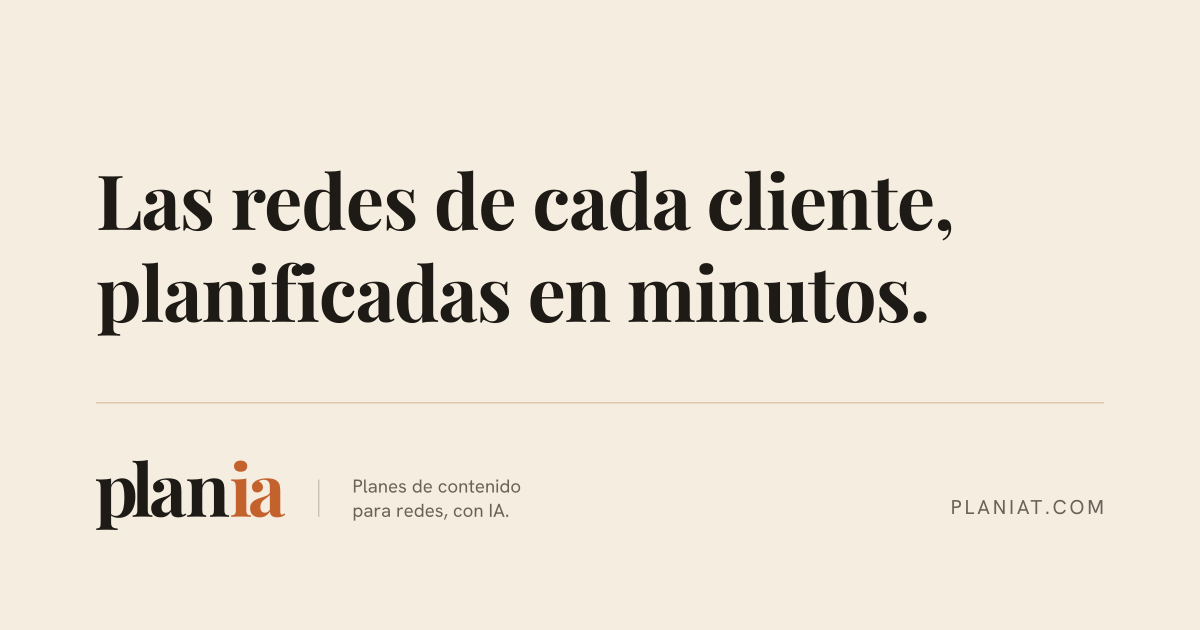 Las redes de cada cliente,
planificadas en minutos.
plania
Planes de contenido
para redes, con IA.
PLANIAT.COM